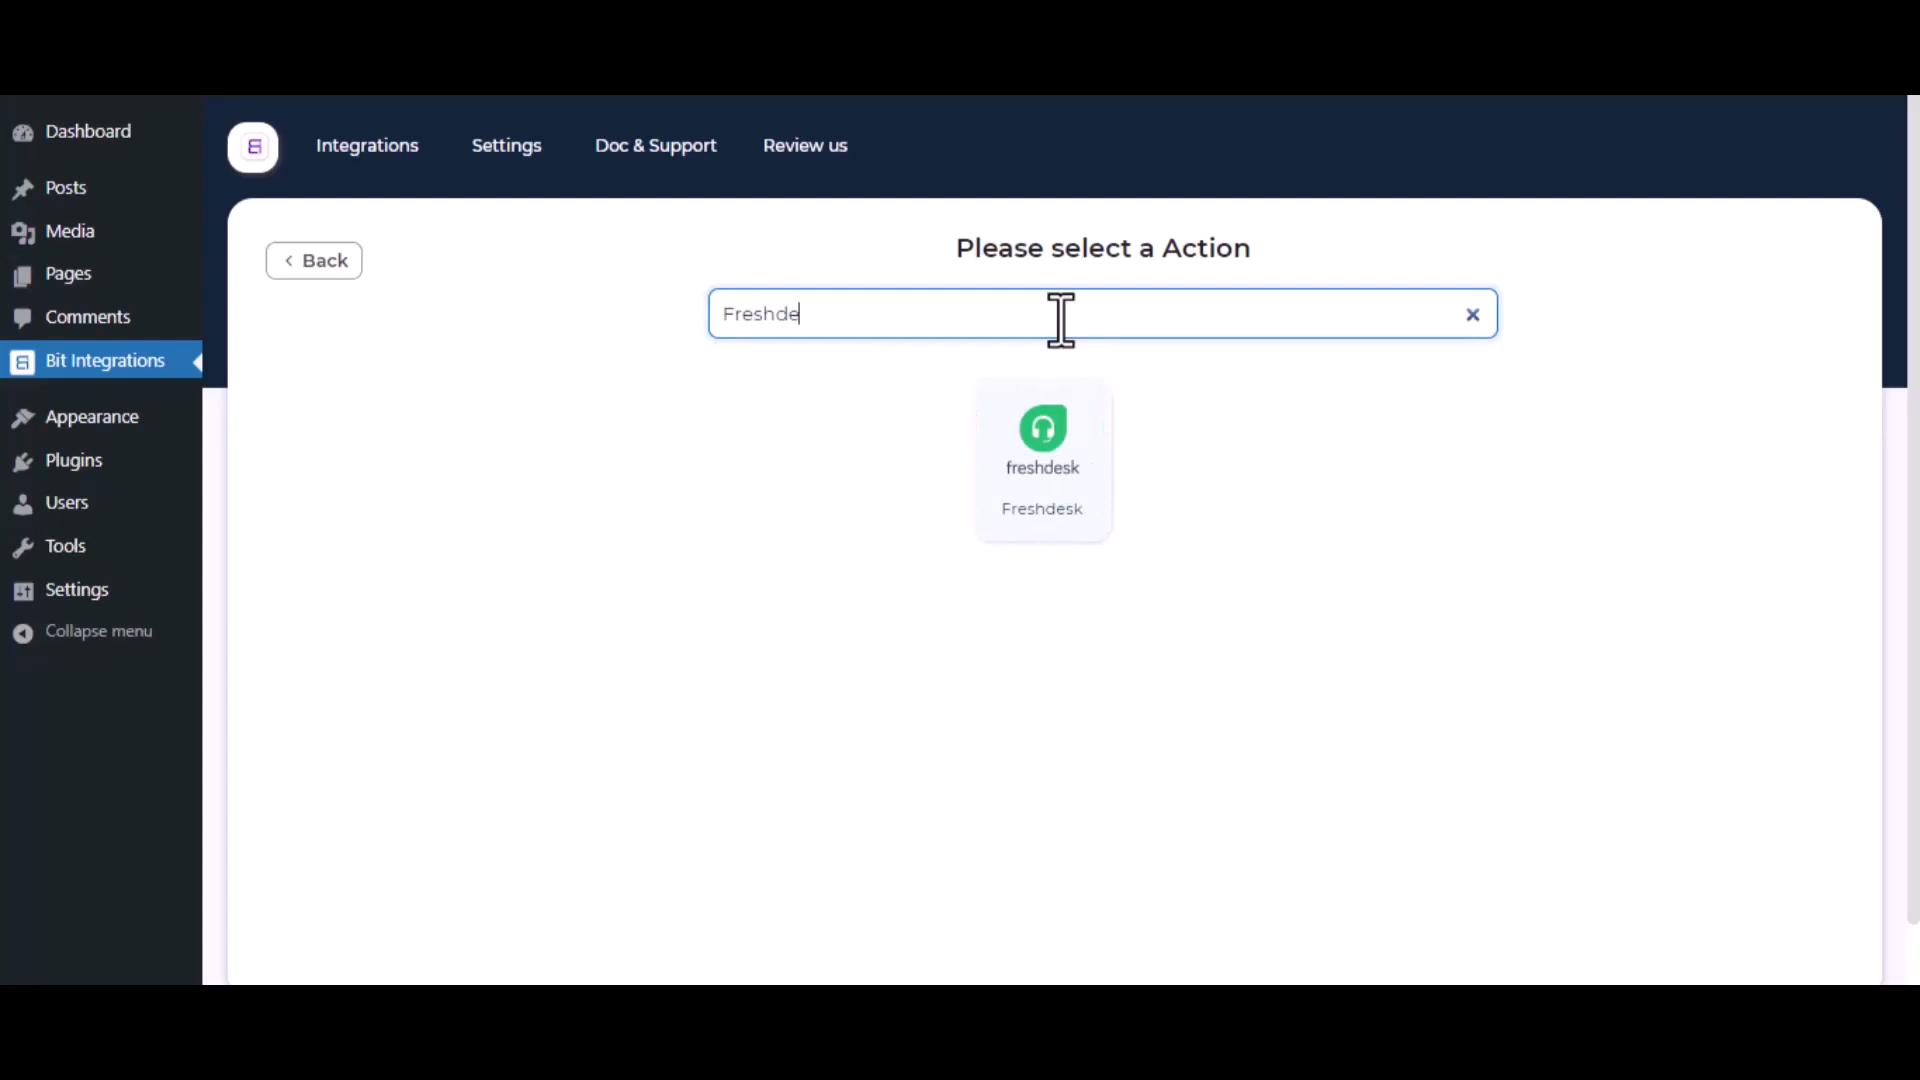 Dashboard
Posts
Media
Pages
Comments
Bit Integrations
Appearance
Plugins
Users
Tools
Settings
Collapse menu
Integrations
Settings
Doc & Support
Review us
Back
Please select a Action
Freshde
freshdesk
Freshdesk